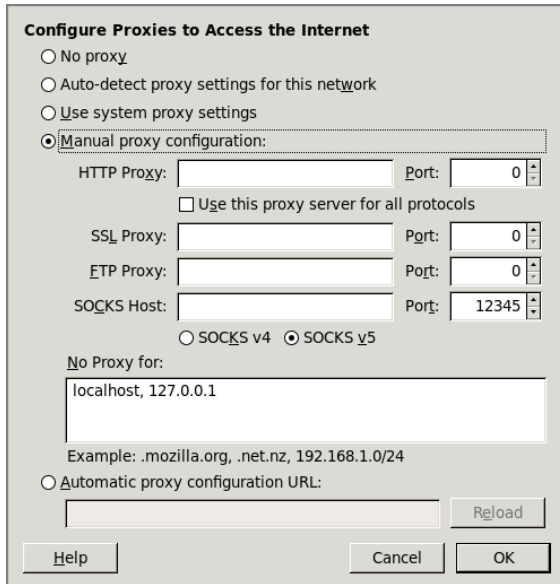 Configure Proxies to Access the Internet
No proxy
Auto-detect proxy settings for this network
Use system proxy settings
Manual proxy configuration:
HTTP Proxy: Port: 0
Use this proxy server for all protocols
SSL Proxy: Port: 0
FTP Proxy: Port: 0
SOCKS Host: Port: 12345
SOCKS v4 SOCKS v5
No Proxy for:
localhost, 127.0.0.1
Example: .mozilla.org, .net.nz, 192.168.1.0/24
Automatic proxy configuration URL:
Reload
Help Cancel OK